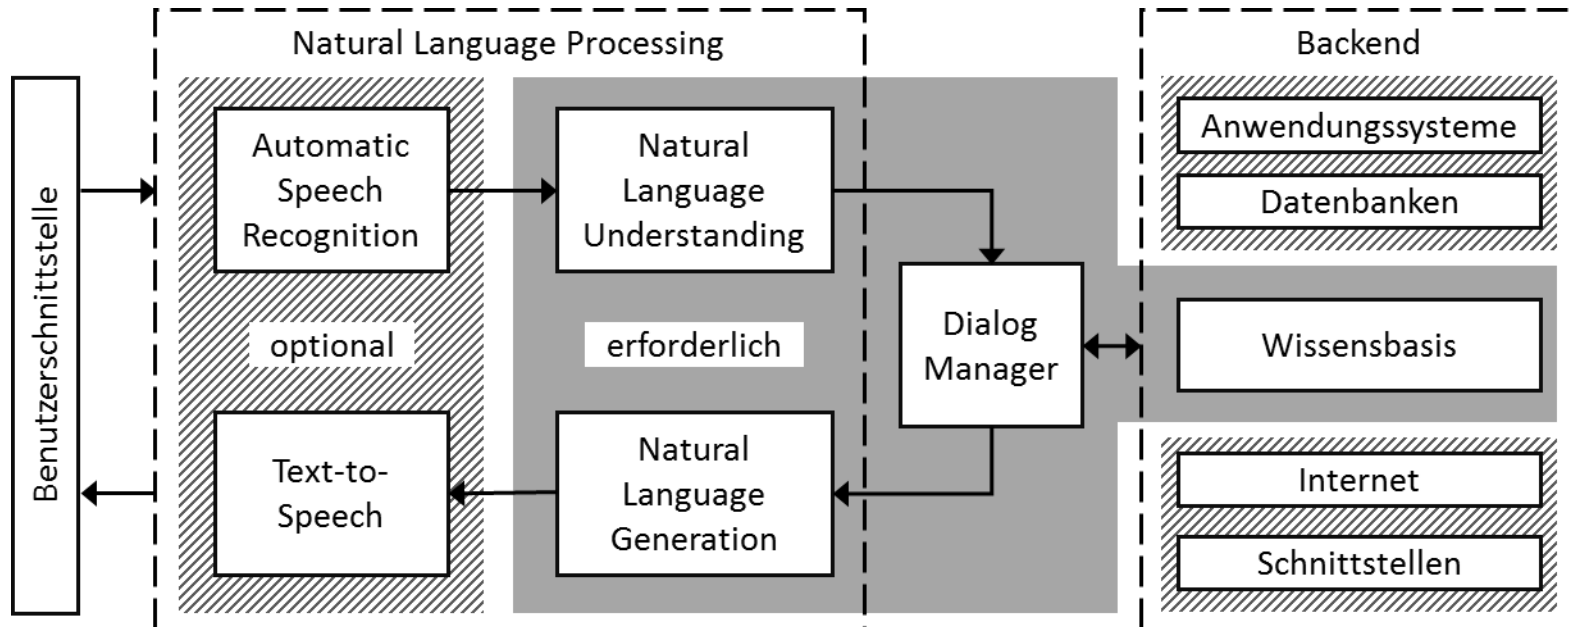 Natural Language Processing
Backend
Benutzerschnittstelle
Automatic
Speech
Recognition
Natural
Language
Understanding
Anwendungssysteme
Datenbanken
optional
erforderlich
Dialog
Manager
Wissensbasis
Text-to-
Speech
Natural
Language
Generation
Internet
Schnittstellen